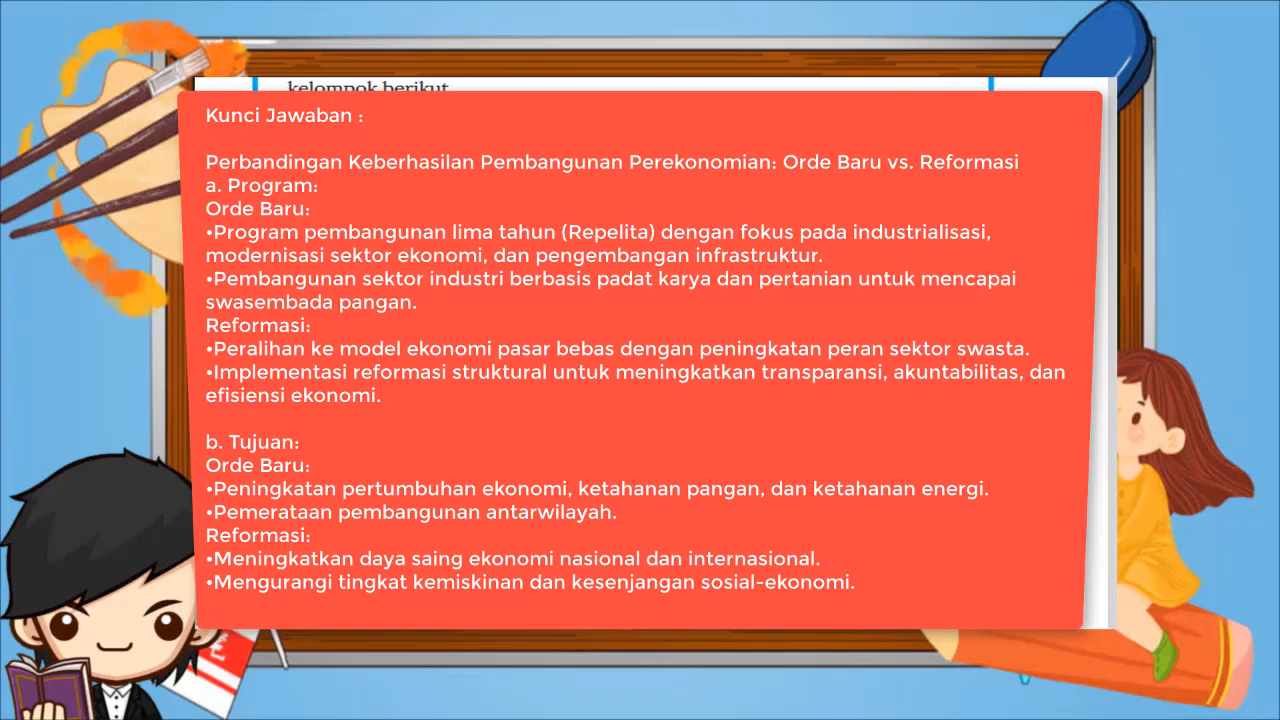 kelompok berikut
Kunci Jawaban :
Perbandingan Keberhasilan Pembangunan Perekonomian: Orde Baru vs. Reformasi
a. Program:
Orde Baru:
•Program pembangunan lima tahun (Repelita) dengan fokus pada industrialisasi,
modernisasi sektor ekonomi, dan pengembangan infrastruktur.
•Pembangunan sektor industri berbasis padat karya dan pertanian untuk mencapai
swasembada pangan.
Reformasi:
•Peralihan ke model ekonomi pasar bebas dengan peningkatan peran sektor swasta.
•Implementasi reformasi struktural untuk meningkatkan transparansi, akuntabilitas, dan
efisiensi ekonomi.
b. Tujuan:
Orde Baru:
•Peningkatan pertumbuhan ekonomi, ketahanan pangan, dan ketahanan energi.
•Pemerataan pembangunan antarwilayah.
Reformasi:
•Meningkatkan daya saing ekonomi nasional dan internasional.
•Mengurangi tingkat kemiskinan dan kesenjangan sosial-ekonomi.